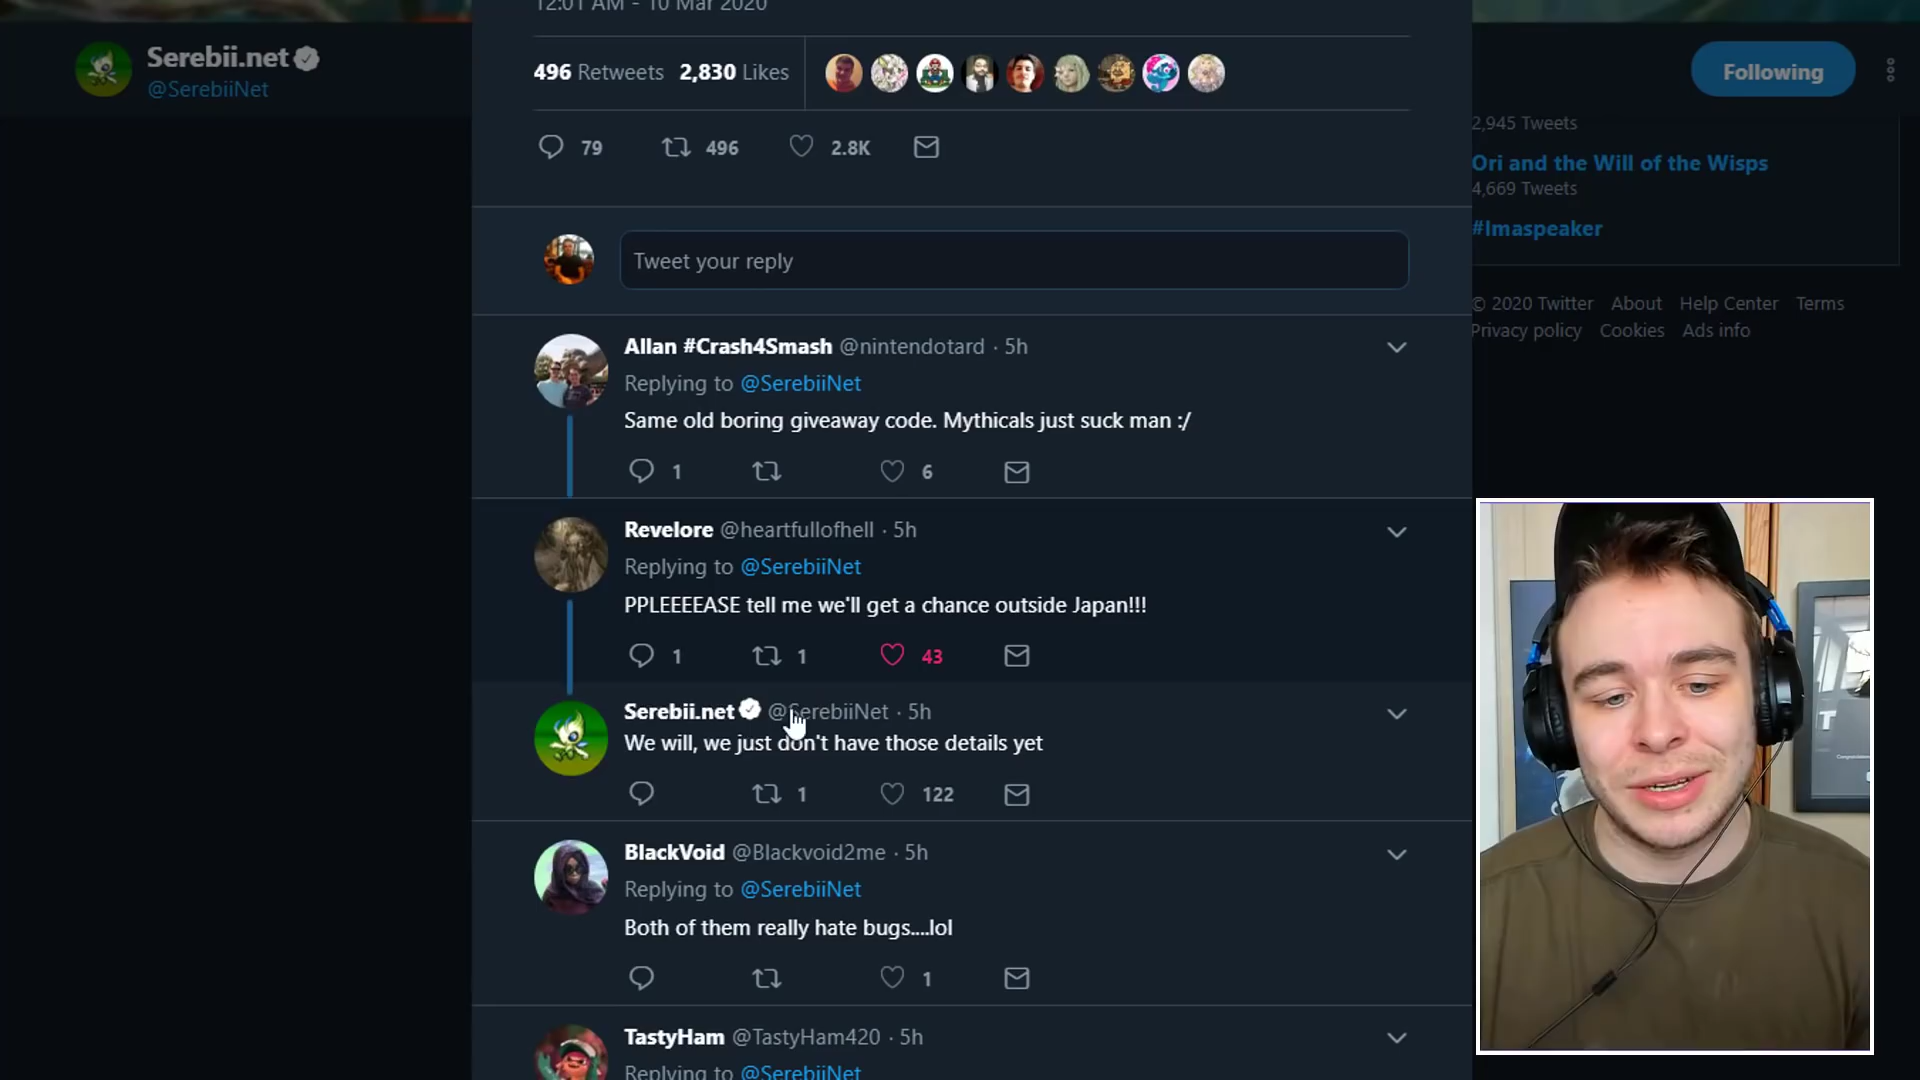 12:01 AM - 10 Mar 2020
Serebii.net
@SerebiiNet
496 Retweets 2,830 Likes
Following
79 496 2.8K
2,945 Tweets
Ori and the Will of the Wisps
4,669 Tweets
#Imaspeaker
Tweet your reply
© 2020 Twitter About Help Center Terms
Privacy policy Cookies Ads info
Allan #Crash4Smash @nintendotard · 5h
Replying to @SerebiiNet
Same old boring giveaway code. Mythicals just suck man :/
1 6
Revelore @heartfullofhell · 5h
Replying to @SerebiiNet
PPLEEEEASE tell me we'll get a chance outside Japan!!!
1 1 43
Serebii.net @SerebiiNet · 5h
We will, we just don't have those details yet
1 122
BlackVoid @Blackvoid2me · 5h
Replying to @SerebiiNet
Both of them really hate bugs....lol
1
TastyHam @TastyHam420 · 5h
Replying to @SerebiiNet